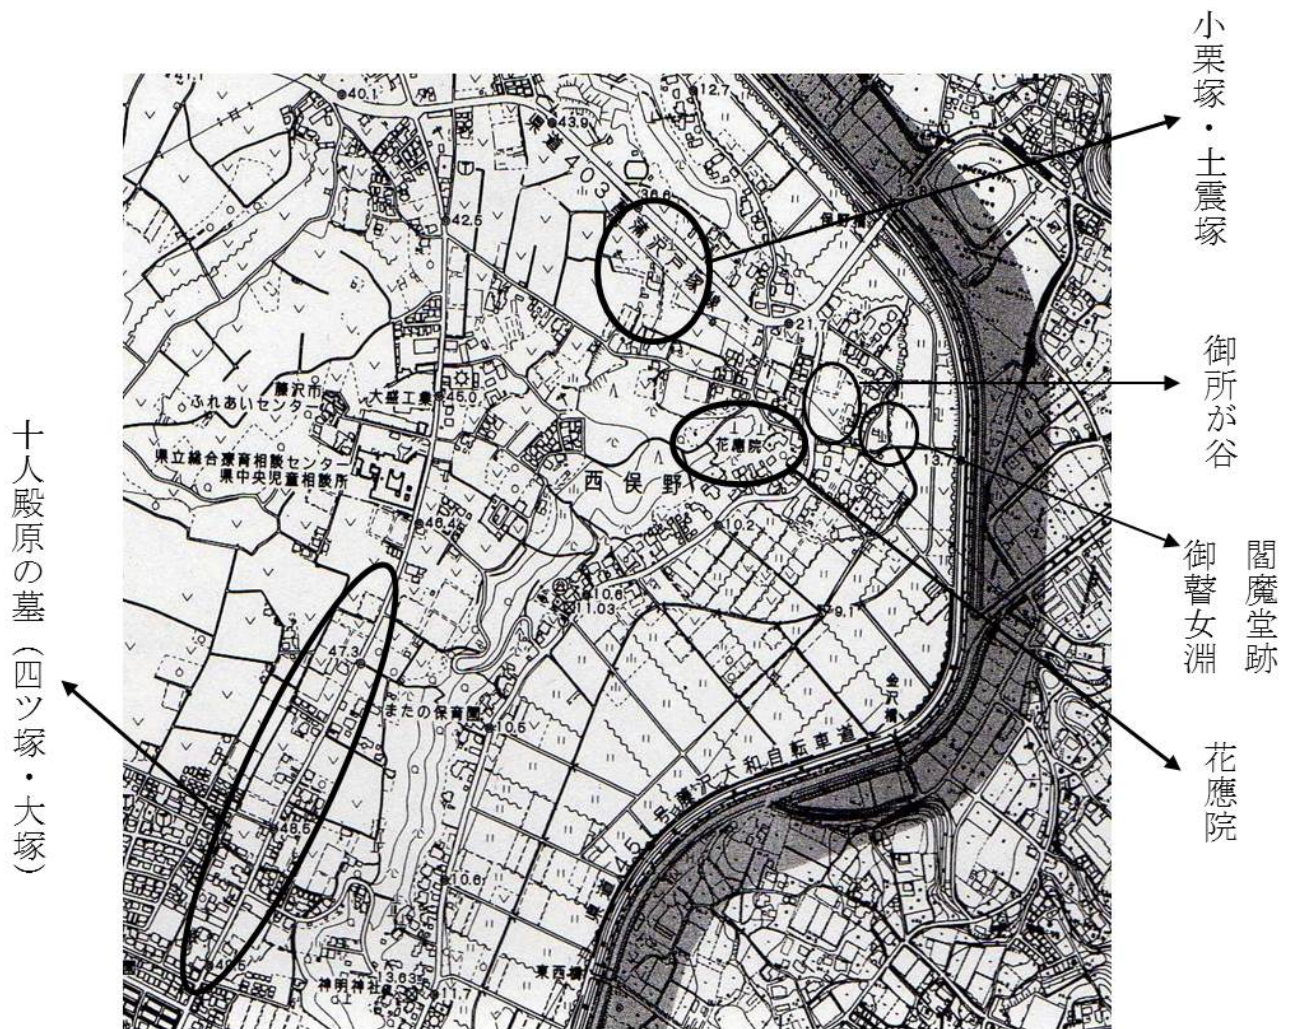 小栗塚・土震塚
御所が谷
閻魔堂跡
御瞽女淵
花應院
十人殿原の墓（四ツ塚・大塚）
41.1
40.1
43.9
12.7
県道403
36.6
42.5
21.7
藤沢市
ふれあいセンター
大盛工業
45.0
花應院
13.7
県立総合療育相談センター
県中央児童相談所
西俣野
46.4
10.2
10.6
11.03
9.1
47.3
またの保育園
10.5
金沢橋
号藤沢大和自転車道
48.5
10.6
東西橋
神明神社
13.63
11.7